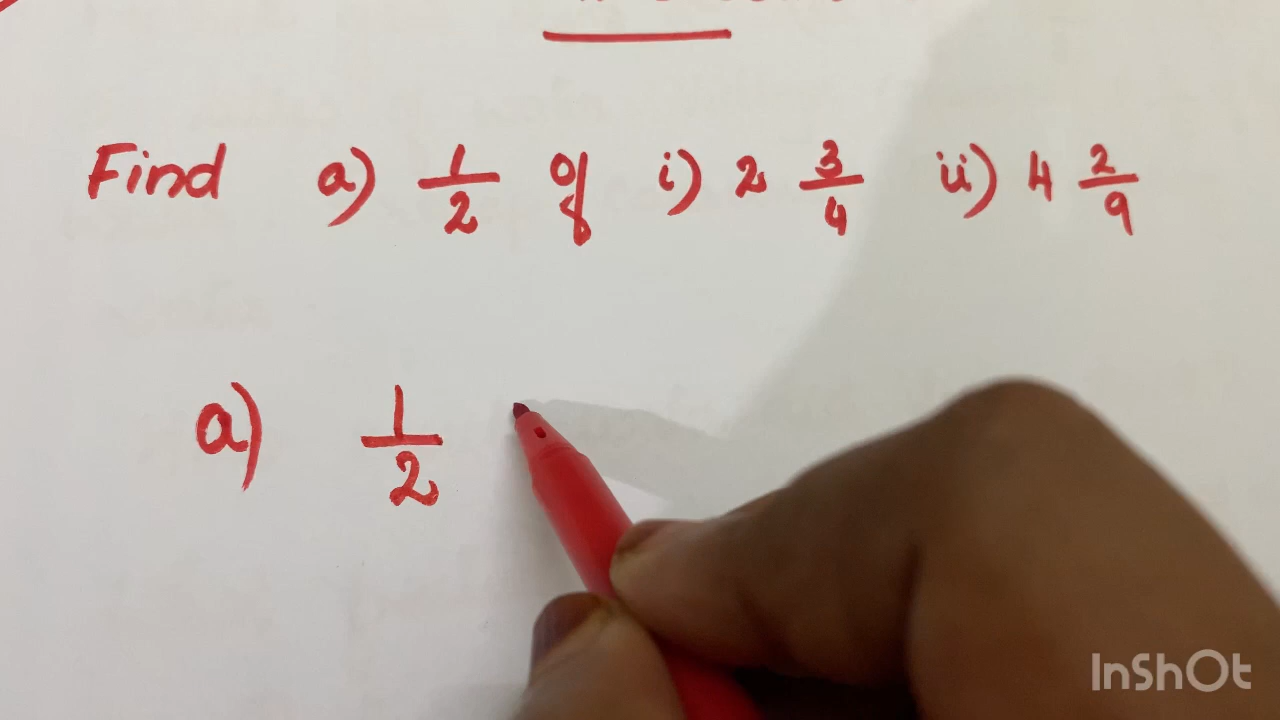 Find a) 1/2 of i) 2 3/4 ii) 4 2/9
a) 1/2
InShOt